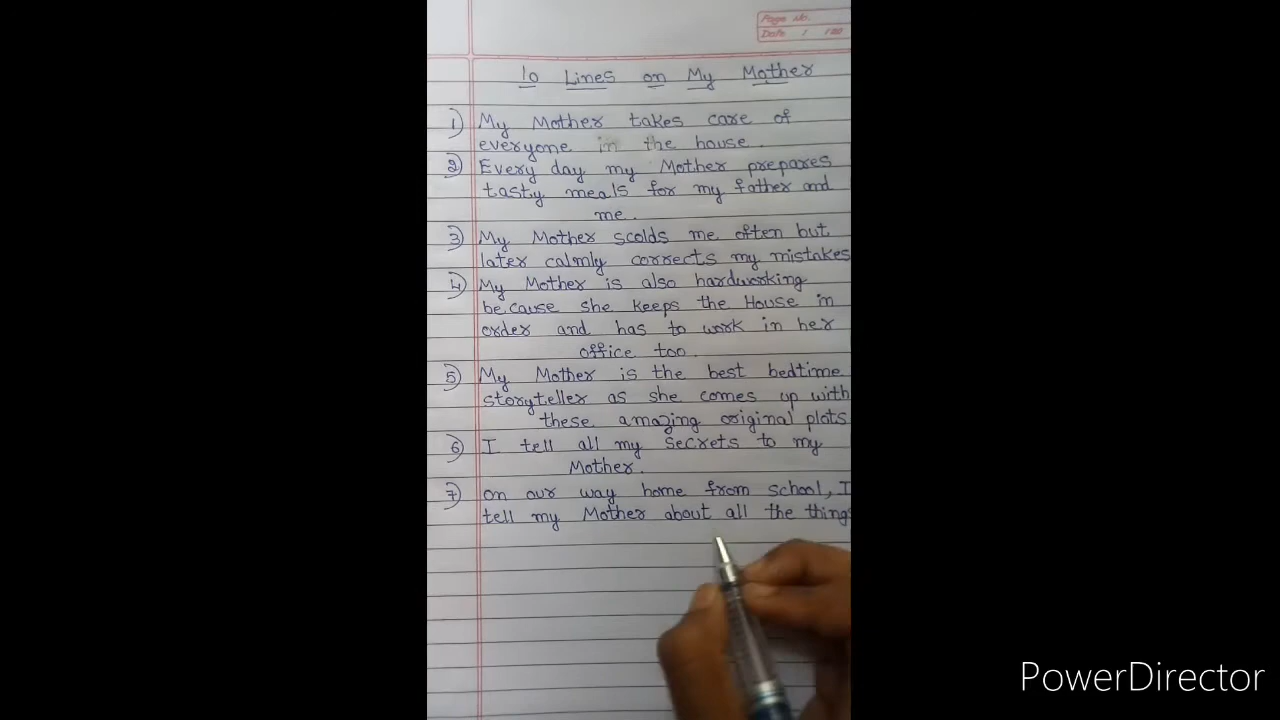 Page No.
Date
10 Lines on My Mother
1) My Mother takes care of
everyone in the house.
2) Every day my Mother prepares
tasty meals for my father and
me.
3) My Mother scolds me often but
later calmly corrects my mistakes
4) My Mother is also hardworking
because she keeps the House in
order and has to work in her
office too.
5) My Mother is the best bedtime
storyteller as she comes up with
these amazing original plots
6) I tell all my secrets to my
Mother.
7) on our way home from school, I
tell my Mother about all the thing
PowerDirector